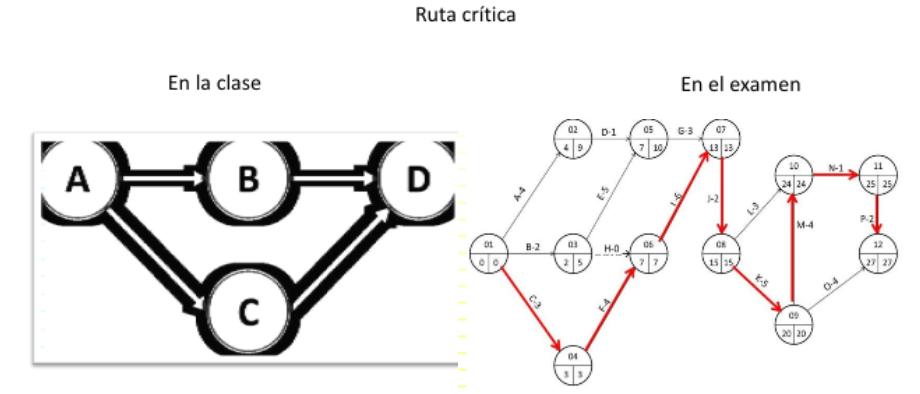 Ruta crítica
En la clase
En el examen
A
B
D
C
02
4 9
D-1
05
7 10
G-3
07
13 13
A-4
E-5
I-6
J-2
10
24 24
N-1
11
25 25
L-3
M-4
P-2
01
0 0
B-2
03
2 5
H-0
06
7 7
08
15 15
12
27 27
C-3
F-4
K-5
O-4
09
20 20
04
3 3